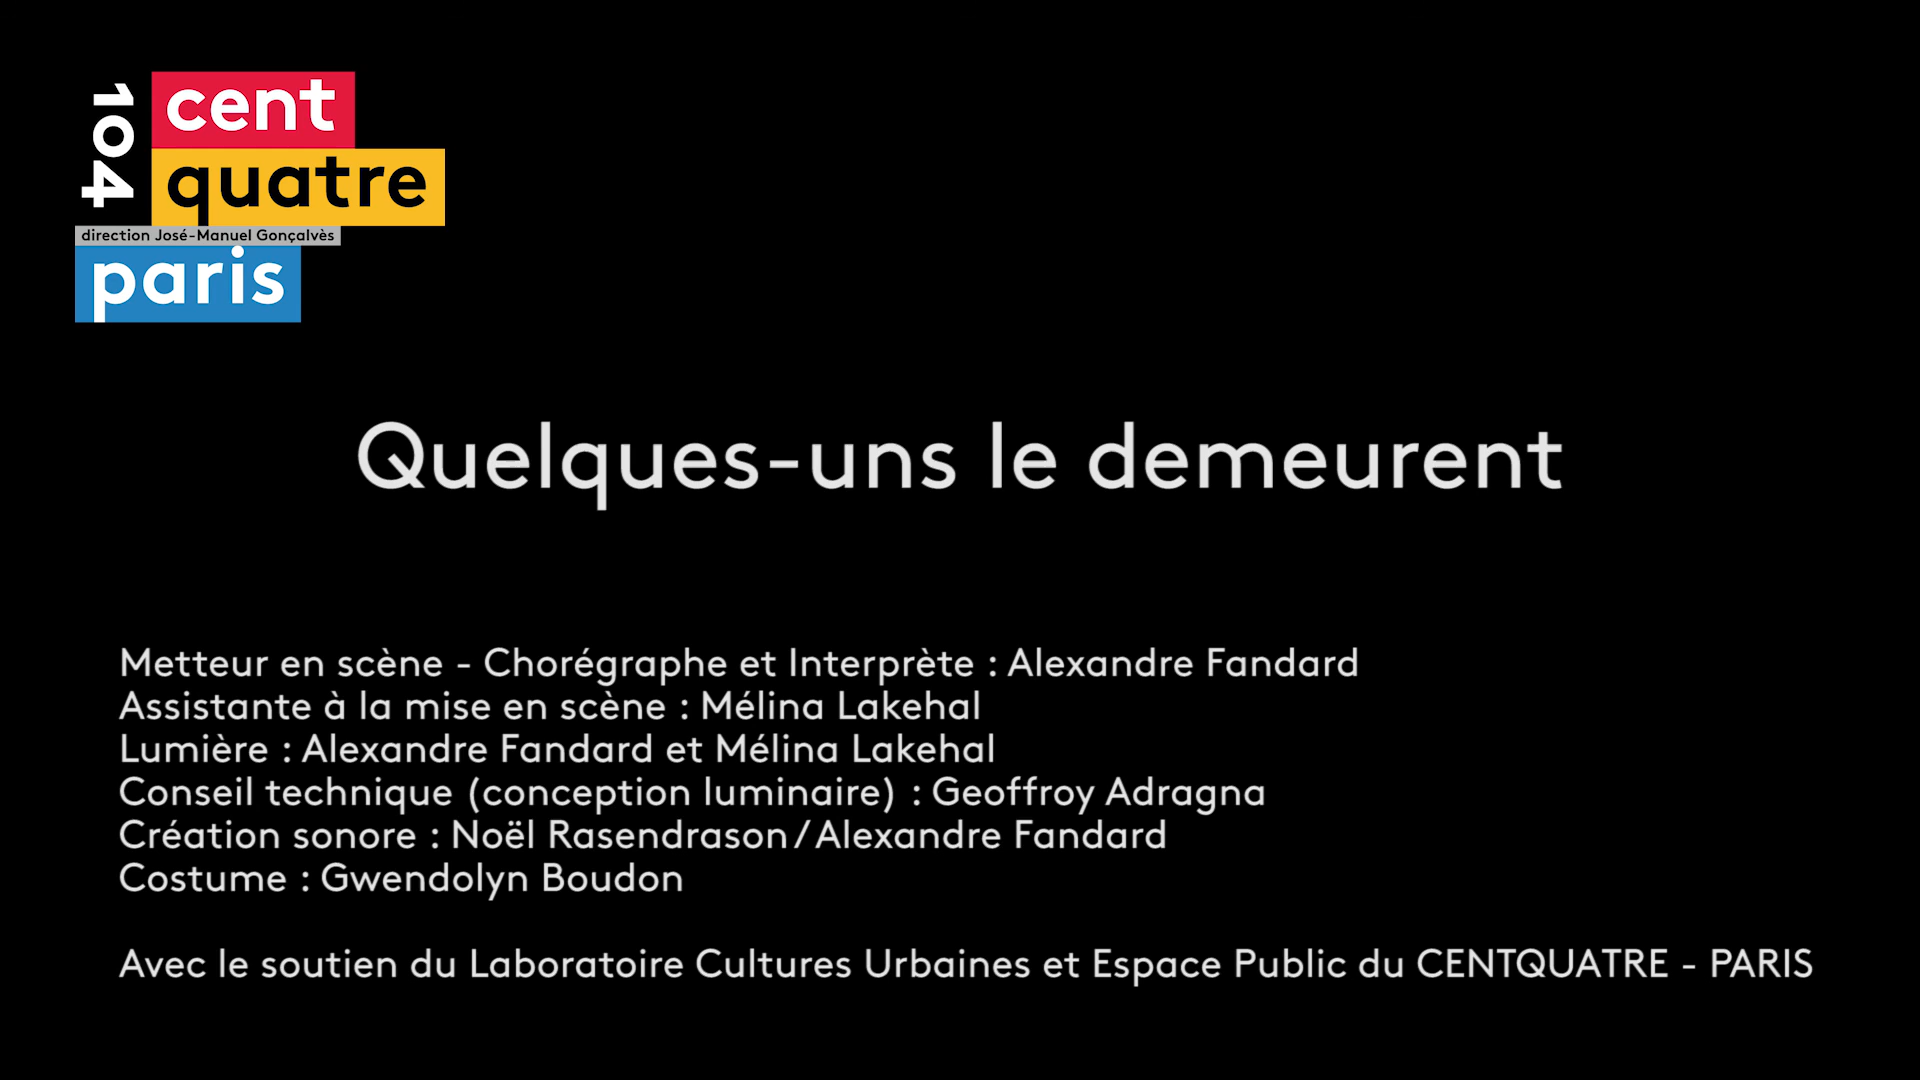 104
cent
quatre
direction José-Manuel Gonçalvès
paris
Quelques-uns le demeurent
Metteur en scène - Chorégraphe et Interprète : Alexandre Fandard
Assistante à la mise en scène : Mélina Lakehal
Lumière : Alexandre Fandard et Mélina Lakehal
Conseil technique (conception luminaire) : Geoffroy Adragna
Création sonore : Noël Rasendrason/Alexandre Fandard
Costume : Gwendolyn Boudon
Avec le soutien du Laboratoire Cultures Urbaines et Espace Public du CENTQUATRE - PARIS